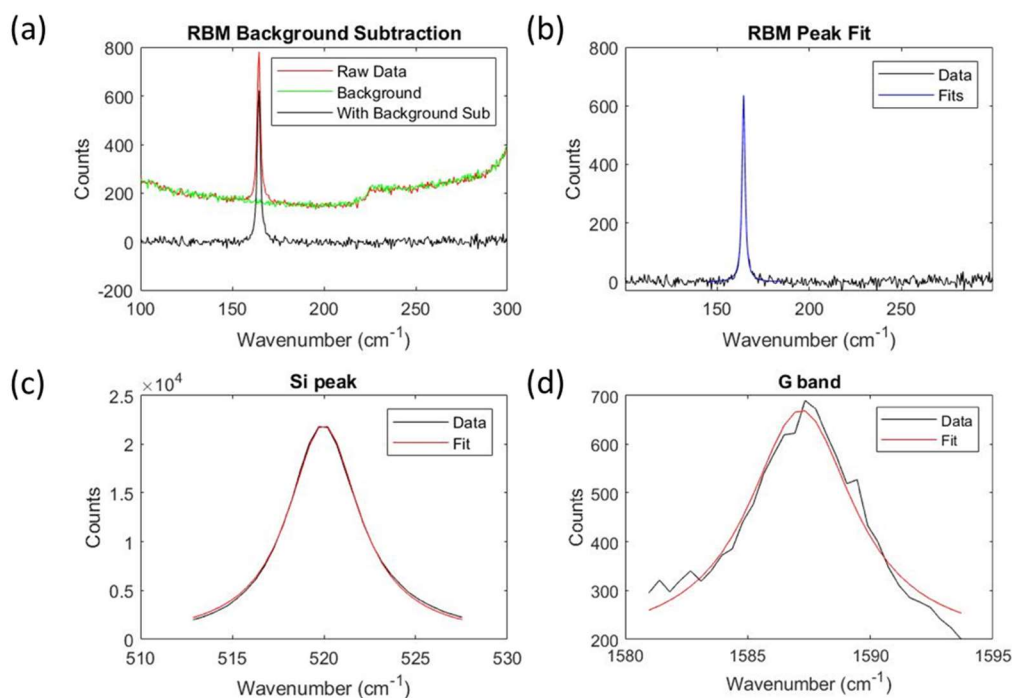 (a)
RBM Background Subtraction
800
600
400
200
0
-200
Counts
Raw Data
Background
With Background Sub
100
150
200
250
300
Wavenumber (cm⁻¹)
(b)
RBM Peak Fit
800
600
400
200
0
Counts
Data
Fits
150
200
250
Wavenumber (cm⁻¹)
(c)
Si peak
×10⁴
2.5
2
1.5
1
0.5
0
Counts
Data
Fit
510
515
520
525
530
Wavenumber (cm⁻¹)
(d)
G band
700
600
500
400
300
200
Counts
Data
Fit
1580
1585
1590
1595
Wavenumber (cm⁻¹)